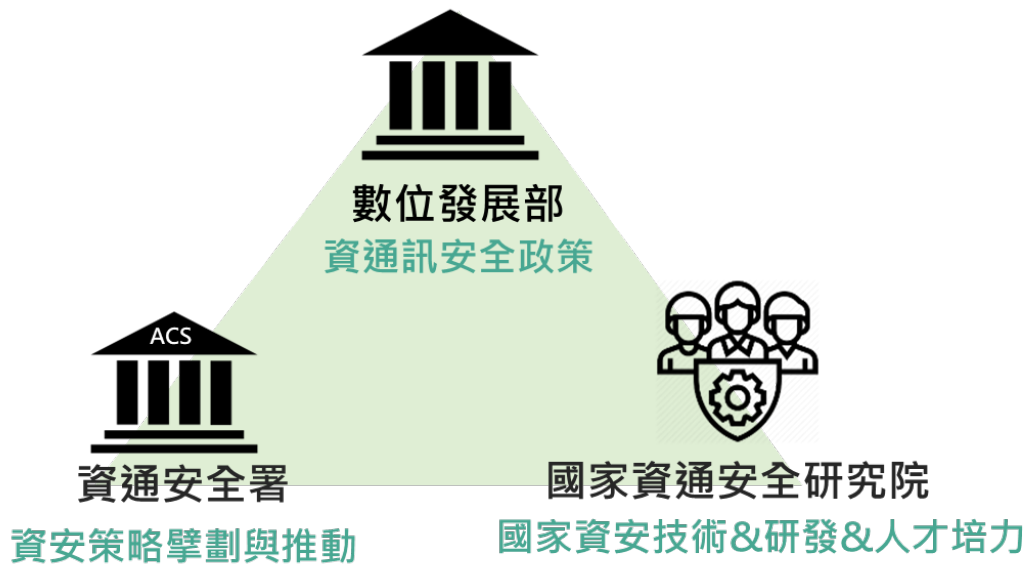 數位發展部
資通訊安全政策
ACS
資通安全署
資安策略擘劃與推動
國家資通安全研究院
國家資安技術&研發&人才培力